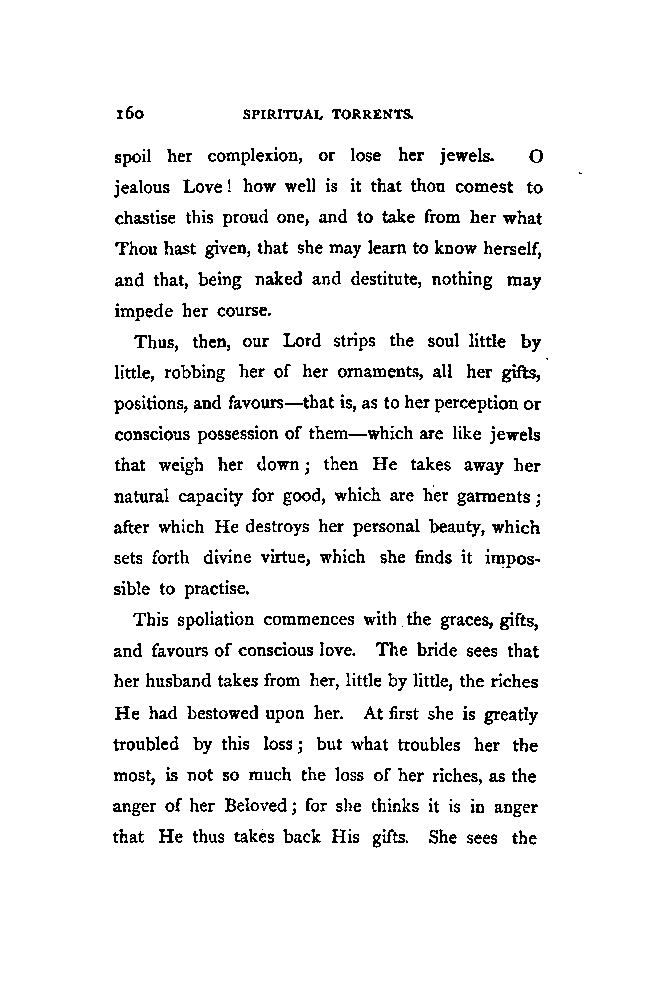 160 SPIRITUAL TORRENTS.
spoil her complexion, or lose her jewels. O
jealous Love! how well is it that thou comest to
chastise this proud one, and to take from her what
Thou hast given, that she may learn to know herself,
and that, being naked and destitute, nothing may
impede her course.
Thus, then, our Lord strips the soul little by
little, robbing her of her ornaments, all her gifts,
positions, and favours—that is, as to her perception or
conscious possession of them—which are like jewels
that weigh her down; then He takes away her
natural capacity for good, which are her garments;
after which He destroys her personal beauty, which
sets forth divine virtue, which she finds it impos-
sible to practise.
This spoliation commences with the graces, gifts,
and favours of conscious love. The bride sees that
her husband takes from her, little by little, the riches
He had bestowed upon her. At first she is greatly
troubled by this loss; but what troubles her the
most, is not so much the loss of her riches, as the
anger of her Beloved; for she thinks it is in anger
that He thus takes back His gifts. She sees the